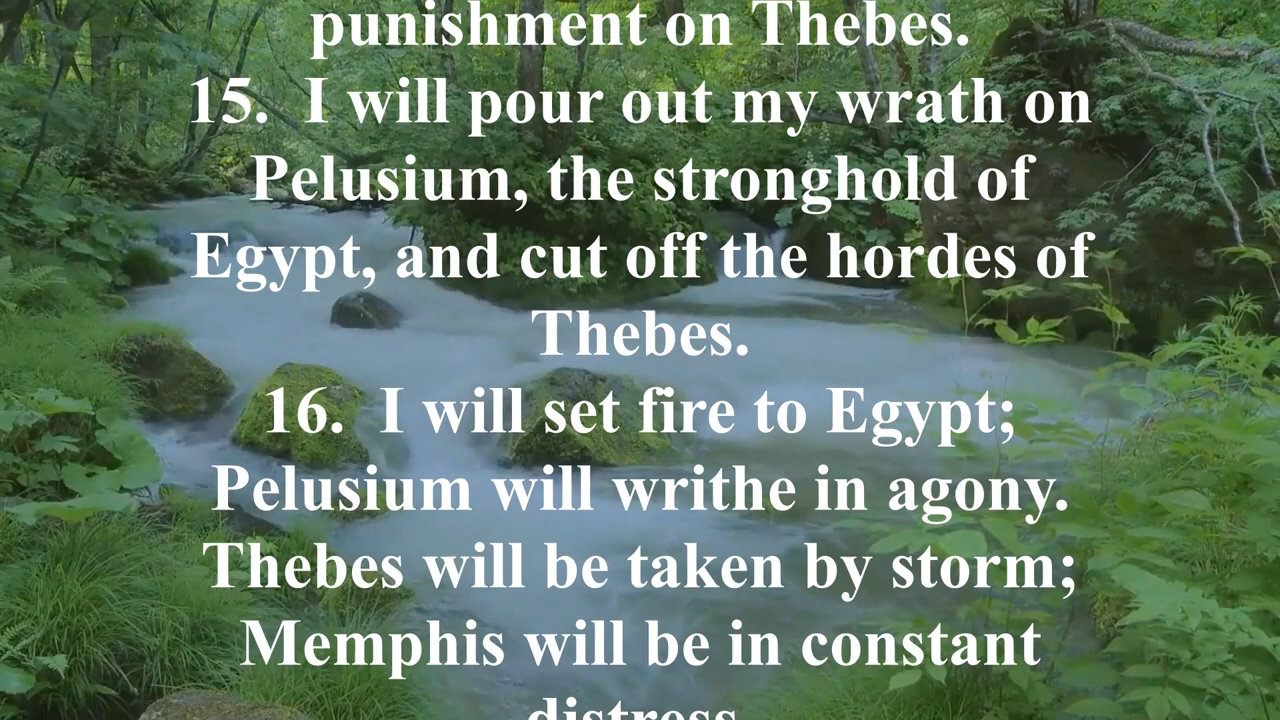 punishment on Thebes.
15.  I will pour out my wrath on
Pelusium, the stronghold of
Egypt, and cut off the hordes of
Thebes.
16.  I will set fire to Egypt;
Pelusium will writhe in agony.
Thebes will be taken by storm;
Memphis will be in constant
distress.